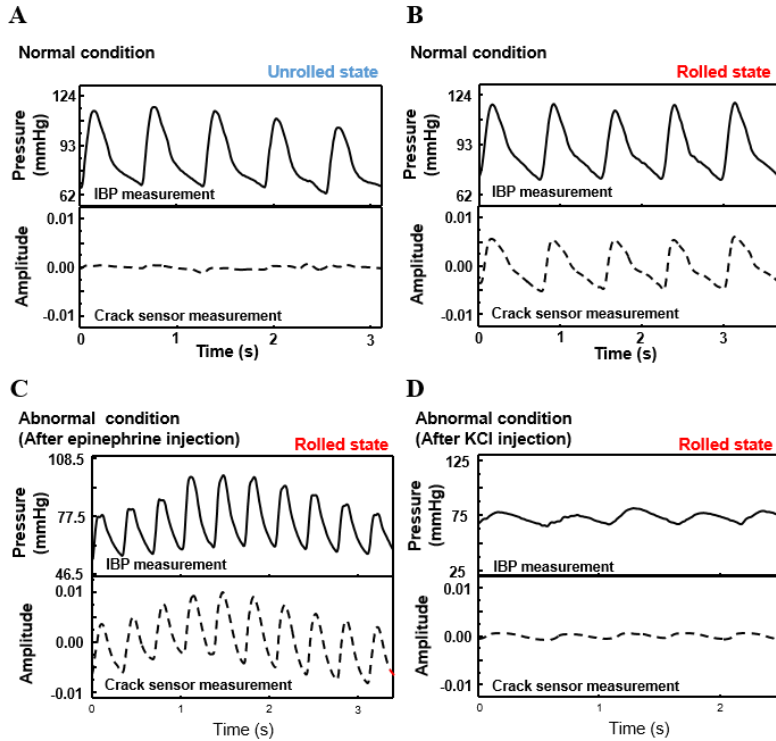 A
Normal condition
Unrolled state
Pressure
(mmHg)
124
93
62
IBP measurement
Amplitude
0.01
0.00
-0.01
Crack sensor measurement
0 1 2 3
Time (s)
B
Normal condition
Rolled state
Pressure
(mmHg)
124
93
62
IBP measurement
Amplitude
0.01
0.00
-0.01
Crack sensor measurement
0 1 2 3
Time (s)
C
Abnormal condition
(After epinephrine injection)
Rolled state
Pressure
(mmHg)
108.5
77.5
46.5
IBP measurement
Amplitude
0.01
0.00
-0.01
Crack sensor measurement
0 1 2 3
Time (s)
D
Abnormal condition
(After KCl injection)
Rolled state
Pressure
(mmHg)
125
75
25
IBP measurement
Amplitude
0.01
0.00
-0.01
Crack sensor measurement
0 1 2
Time (s)